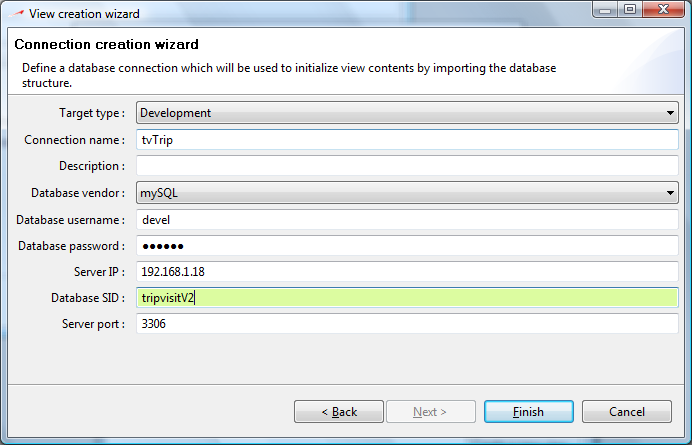 View creation wizard
Connection creation wizard
Define a database connection which will be used to initialize view contents by importing the database
structure.
Target type : Development
Connection name : tvTrip
Description :
Database vendor : mySQL
Database username : devel
Database password : ●●●●●●
Server IP : 192.168.1.18
Database SID : tripvisitV2
Server port : 3306
< Back Next > Finish Cancel